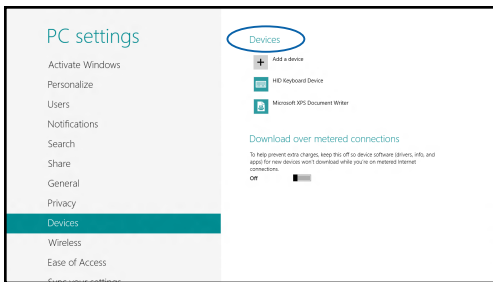 PC settings
Activate Windows
Personalize
Users
Notifications
Search
Share
General
Privacy
Devices
Wireless
Ease of Access
Sync your settings
Devices
Add a device
HID Keyboard Device
Microsoft XPS Document Writer
Download over metered connections
To help prevent extra charges, keep this off so device software (drivers, info, and
apps) for new devices won't download while you're on metered Internet
connections.
Off